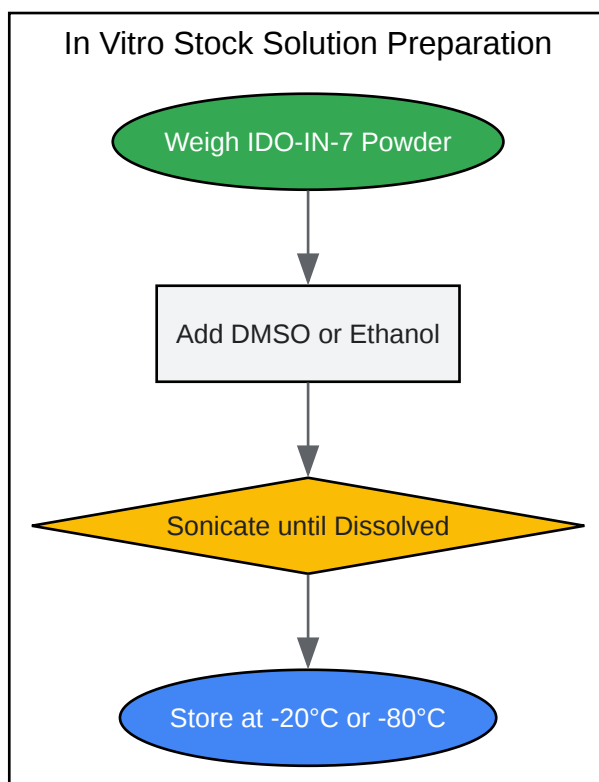 In Vitro Stock Solution Preparation
Weigh IDO-IN-7 Powder
Add DMSO or Ethanol
Sonicate until Dissolved
Store at -20°C or -80°C